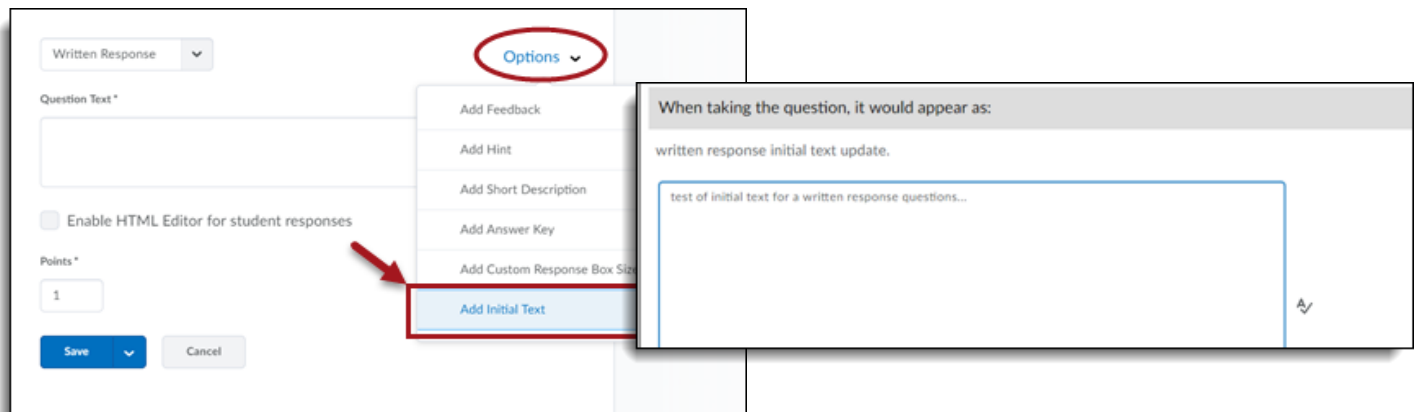 Written Response
Options
Question Text *
Add Feedback
Add Hint
Add Short Description
Enable HTML Editor for student responses
Add Answer Key
Points *
Add Custom Response Box Size
1
Add Initial Text
Save
Cancel
When taking the question, it would appear as:
written response initial text update.
test of initial text for a written response questions...